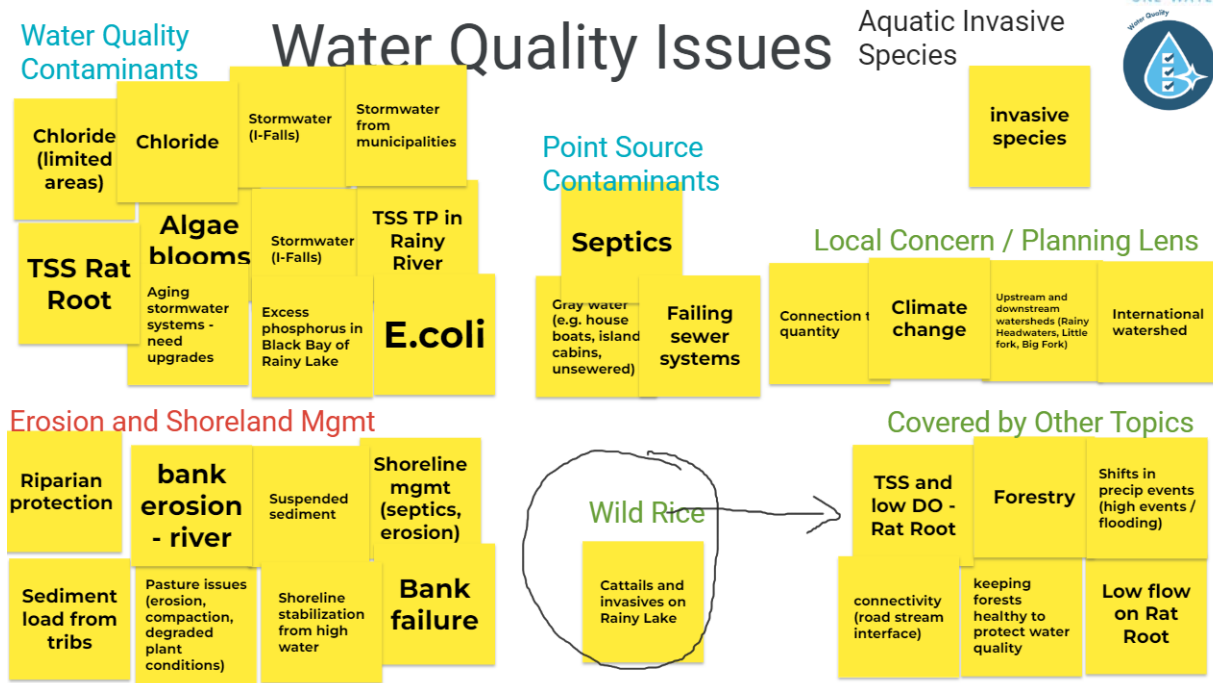 Water Quality Issues
Water Quality
Contaminants
Chloride
(limited
areas)
Chloride
Stormwater
(I-Falls)
Stormwater
from
municipalities
TSS Rat
Root
Algae
blooms
Stormwater
(I-Falls)
TSS TP in
Rainy
River
Aging
stormwater
systems -
need
upgrades
Excess
phosphorus in
Black Bay of
Rainy Lake
E.coli
Point Source
Contaminants
Septics
Gray water
(e.g. house
boats, island
cabins,
unsewered)
Failing
sewer
systems
Aquatic Invasive
Species
invasive
species
Water Quality
Local Concern / Planning Lens
Connection t
quantity
Climate
change
Upstream and
downstream
watersheds (Rainy
Headwaters, Little
fork, Big Fork)
International
watershed
Erosion and Shoreland Mgmt
Riparian
protection
bank
erosion
- river
Suspended
sediment
Shoreline
mgmt
(septics,
erosion)
Sediment
load from
tribs
Pasture issues
(erosion,
compaction,
degraded
plant
conditions)
Shoreline
stabilization
from high
water
Bank
failure
Wild Rice
Cattails and
invasives on
Rainy Lake
Covered by Other Topics
TSS and
low DO -
Rat Root
Forestry
Shifts in
precip events
(high events /
flooding)
connectivity
(road stream
interface)
keeping
forests
healthy to
protect water
quality
Low flow
on Rat
Root